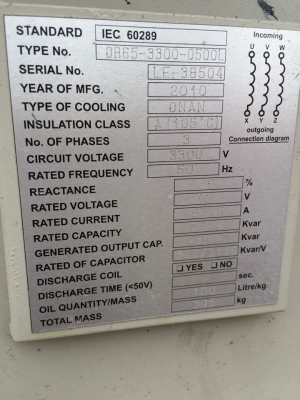 STANDARD IEC 60289
Incoming
TYPE No.
U V W
SERIAL No. LE-38504
YEAR OF MFG. 2010
TYPE OF COOLING ONAN
INSULATION CLASS A(105°C)
X Y Z
No. OF PHASES 3
outgoing
CIRCUIT VOLTAGE 3300 V
Connection diagram
RATED FREQUENCY 50 Hz
REACTANCE %
RATED VOLTAGE V
RATED CURRENT A
RATED CAPACITY Kvar
GENERATED OUTPUT CAP. Kvar
RATED OF CAPACITOR Kvar/V
DISCHARGE COIL YES NO
DISCHARGE TIME (<50V) sec.
OIL QUANTITY/MASS Litre/kg
TOTAL MASS kg